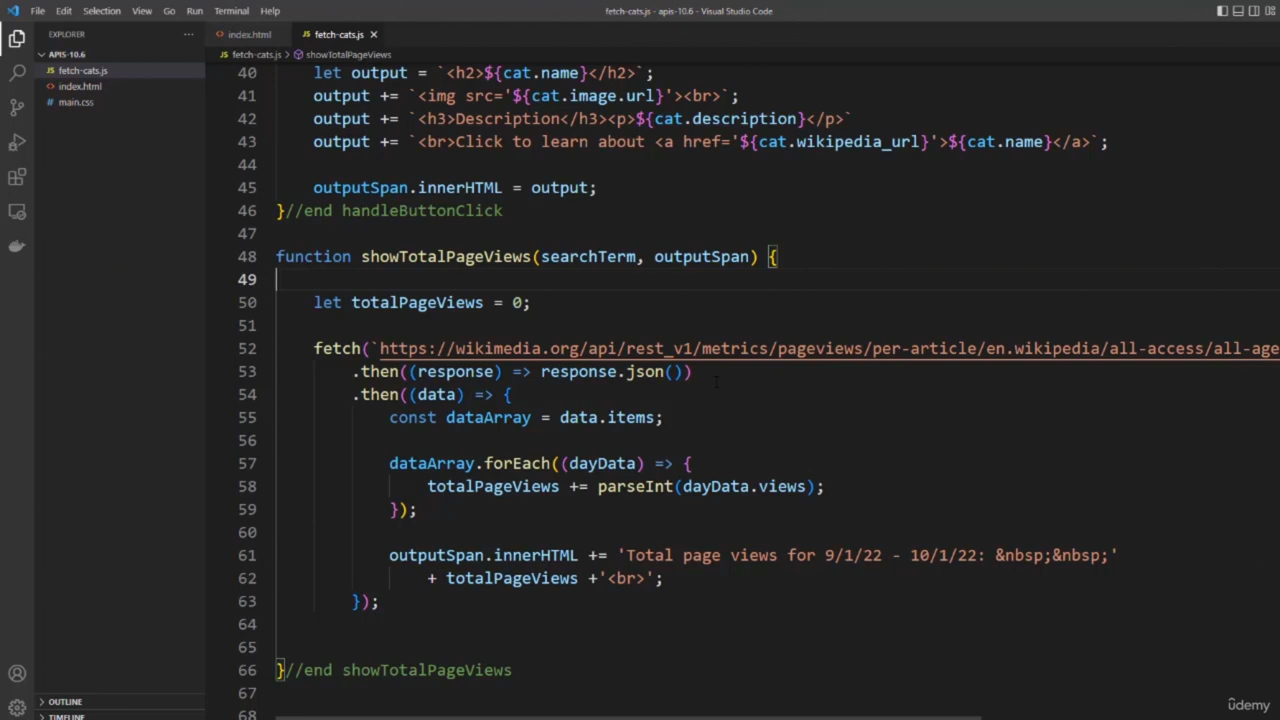 File Edit Selection View Go Run Terminal Help
fetch-cats.js - apis-10.6 - Visual Studio Code
EXPLORER
APIS-10.6
JS fetch-cats.js
<> index.html
# main.css
OUTLINE
TIMELINE
<> index.html JS fetch-cats.js
JS fetch-cats.js > showTotalPageViews
40 let output = `<h2>${cat.name}</h2>`;
41 output += `<img src='${cat.image.url}'><br>`;
42 output += `<h3>Description</h3><p>${cat.description}</p>`
43 output += `<br>Click to learn about <a href='${cat.wikipedia_url}'>${cat.name}</a>`;
44
45 outputSpan.innerHTML = output;
46 }//end handleButtonClick
47
48 function showTotalPageViews(searchTerm, outputSpan) {
49
50 let totalPageViews = 0;
51
52 fetch(`https://wikimedia.org/api/rest_v1/metrics/pageviews/per-article/en.wikipedia/all-access/all-age
53 .then((response) => response.json())
54 .then((data) => {
55 const dataArray = data.items;
56
57 dataArray.forEach((dayData) => {
58 totalPageViews += parseInt(dayData.views);
59 });
60
61 outputSpan.innerHTML += 'Total page views for 9/1/22 - 10/1/22: &nbsp;&nbsp;'
62 + totalPageViews +'<br>';
63 });
64
65
66 }//end showTotalPageViews
67
68
ûdemy